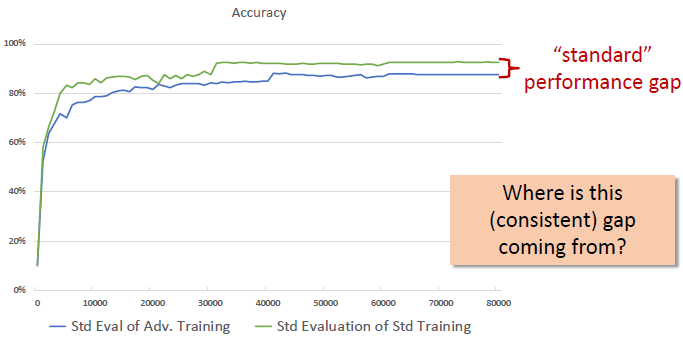 Accuracy
100%
80%
60%
40%
20%
0%
0 10000 20000 30000 40000 50000 60000 70000 80000
Std Eval of Adv. Training Std Evaluation of Std Training
“standard”
performance gap
Where is this
(consistent) gap
coming from?